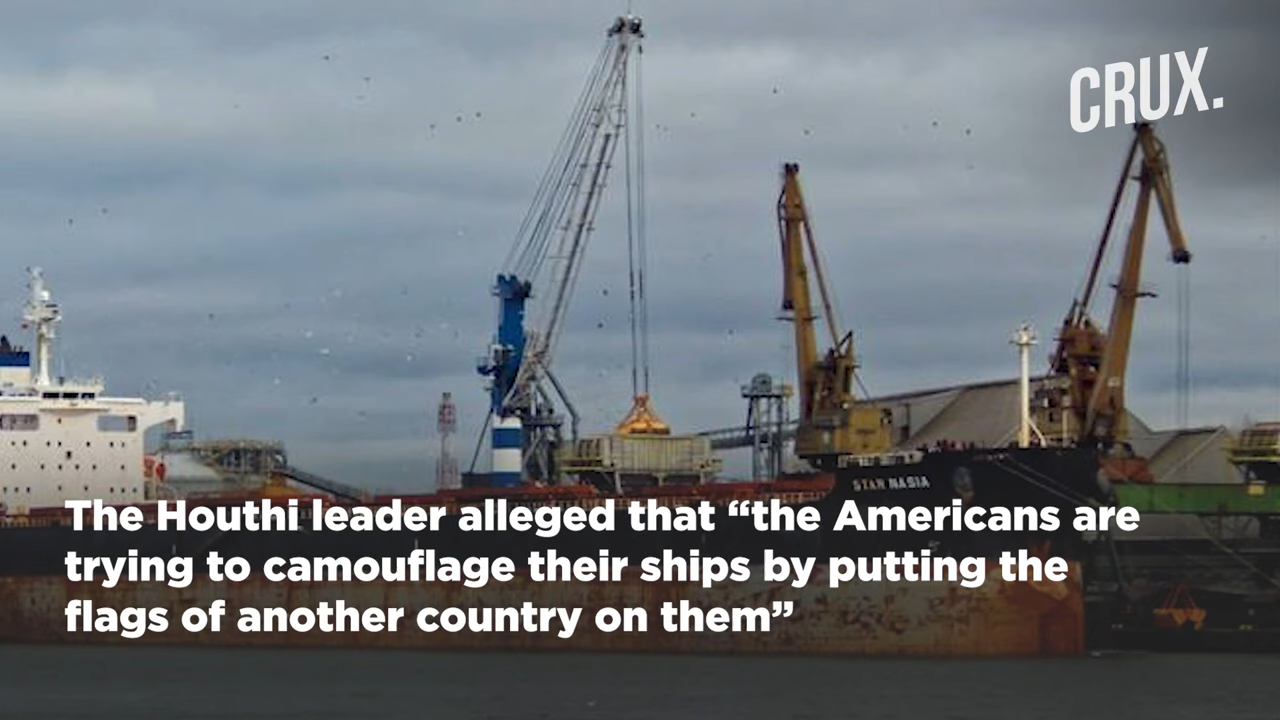 CRUX.
STAR NASIA
The Houthi leader alleged that “the Americans are
trying to camouflage their ships by putting the
flags of another country on them”